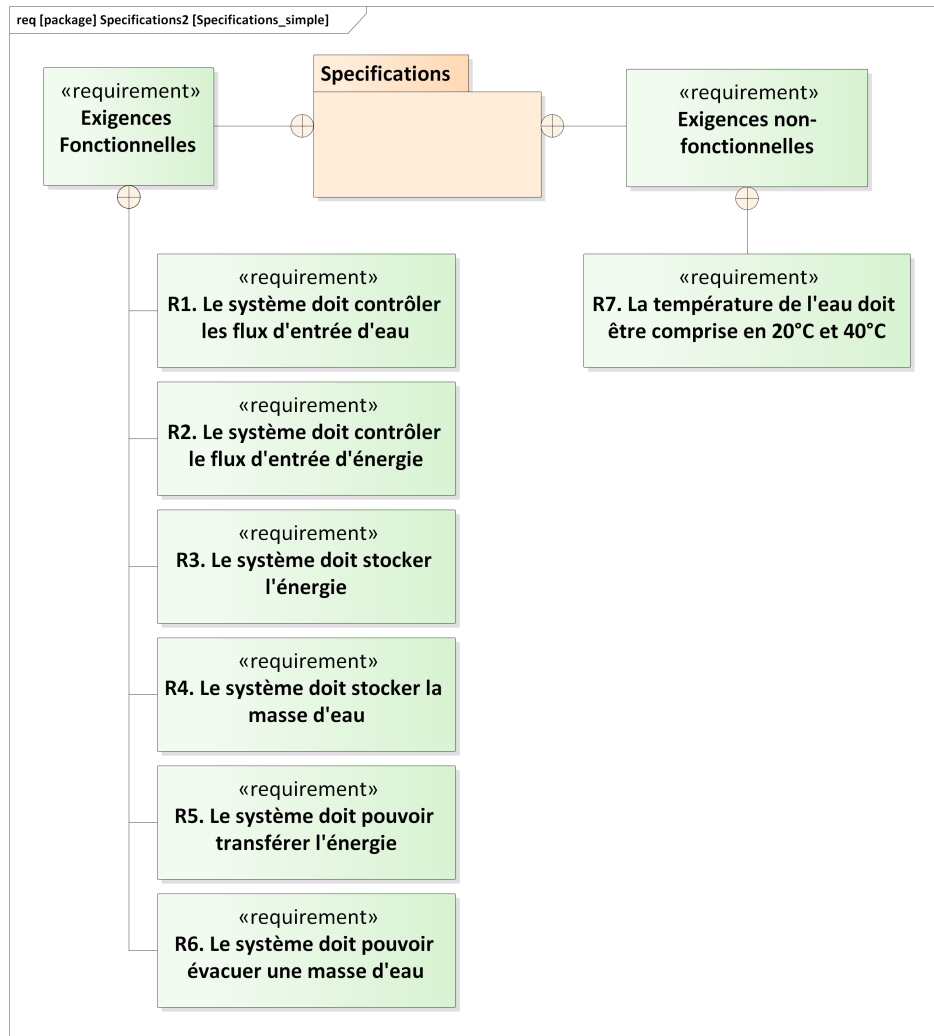 req [package] Specifications2 [Specifications_simple]
«requirement»
Exigences
Fonctionnelles
Specifications
«requirement»
Exigences non-
fonctionnelles
«requirement»
R1. Le système doit contrôler
les flux d'entrée d'eau
«requirement»
R7. La température de l'eau doit
être comprise en 20°C et 40°C
«requirement»
R2. Le système doit contrôler
le flux d'entrée d'énergie
«requirement»
R3. Le système doit stocker
l'énergie
«requirement»
R4. Le système doit stocker la
masse d'eau
«requirement»
R5. Le système doit pouvoir
transférer l'énergie
«requirement»
R6. Le système doit pouvoir
évacuer une masse d'eau